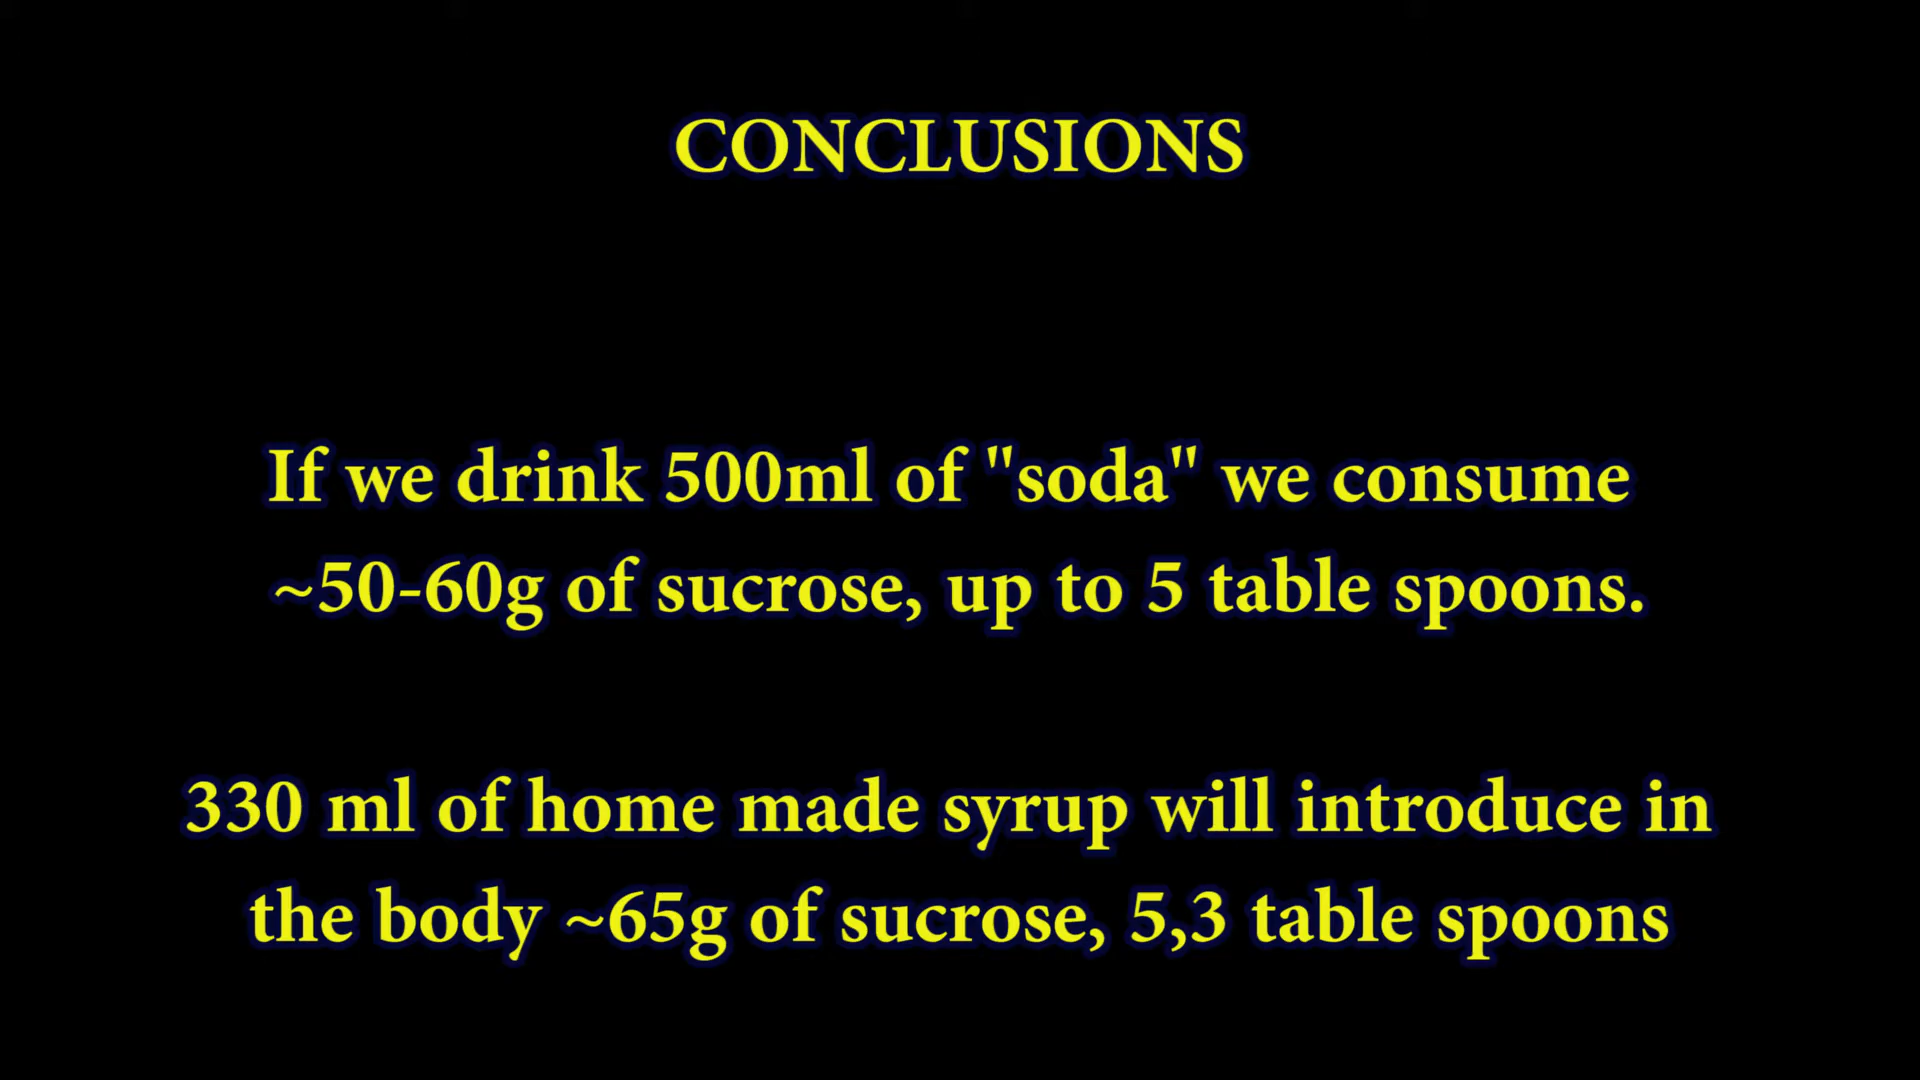 CONCLUSIONS
If we drink 500ml of "soda" we consume
~50-60g of sucrose, up to 5 table spoons.
330 ml of home made syrup will introduce in
the body ~65g of sucrose, 5,3 table spoons